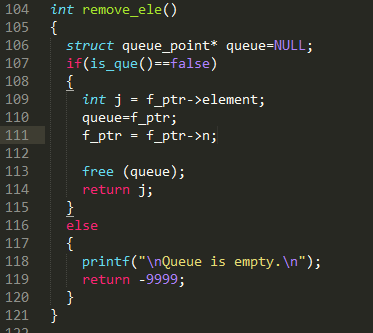 104 int remove_ele()
105 {
106   struct queue_point* queue=NULL;
107   if(is_que()==false)
108   {
109     int j = f_ptr->element;
110     queue=f_ptr;
111     f_ptr = f_ptr->n;
112
113     free (queue);
114     return j;
115   }
116   else
117   {
118     printf("\nQueue is empty.\n");
119     return -9999;
120   }
121 }